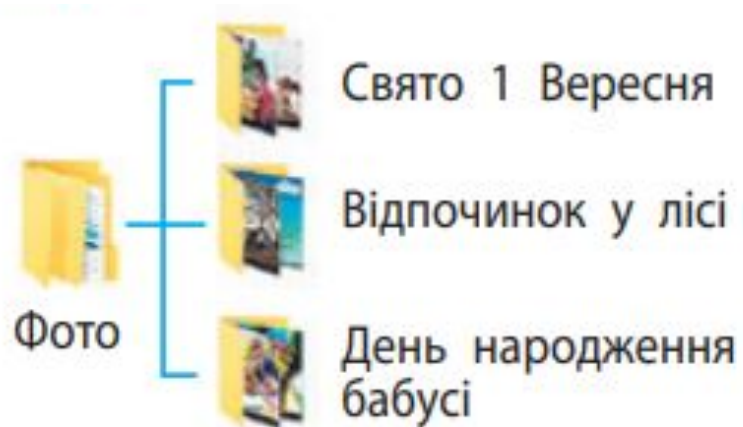 Свято 1 Вересня
Відпочинок у лісі
Фото
День народження
бабусі